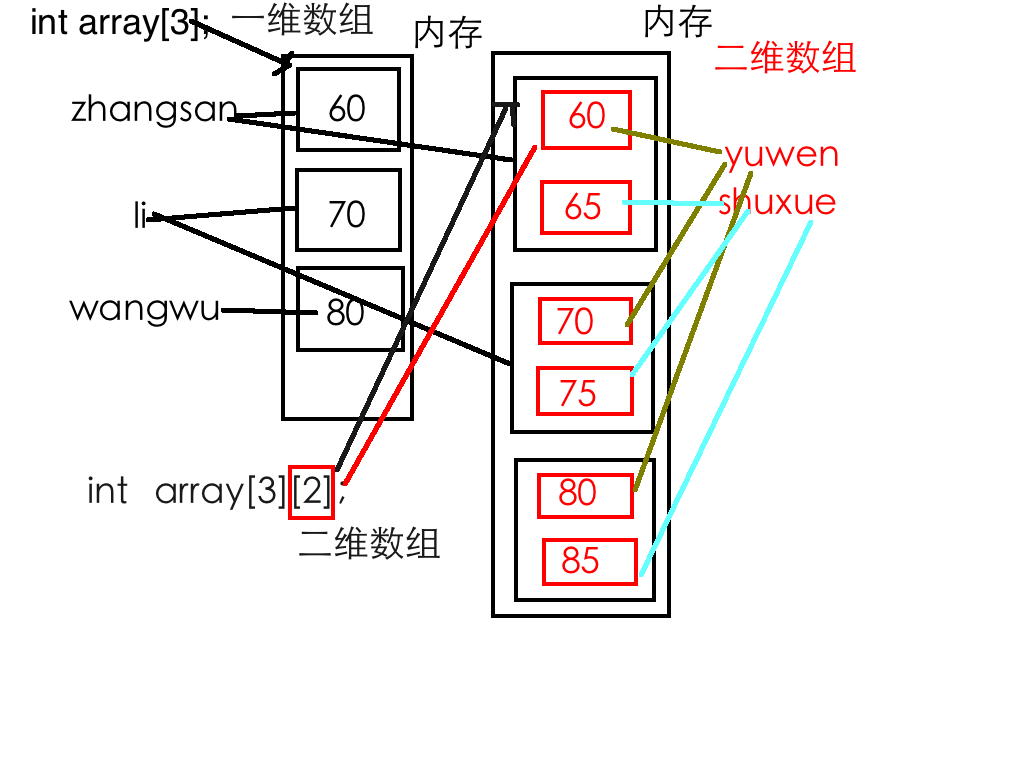 int array[3]; 一维数组
内存
内存
二维数组
zhangsan
60
li
70
wangwu
80
60
65
yuwen
shuxue
70
75
80
85
int array[3][2];
二维数组